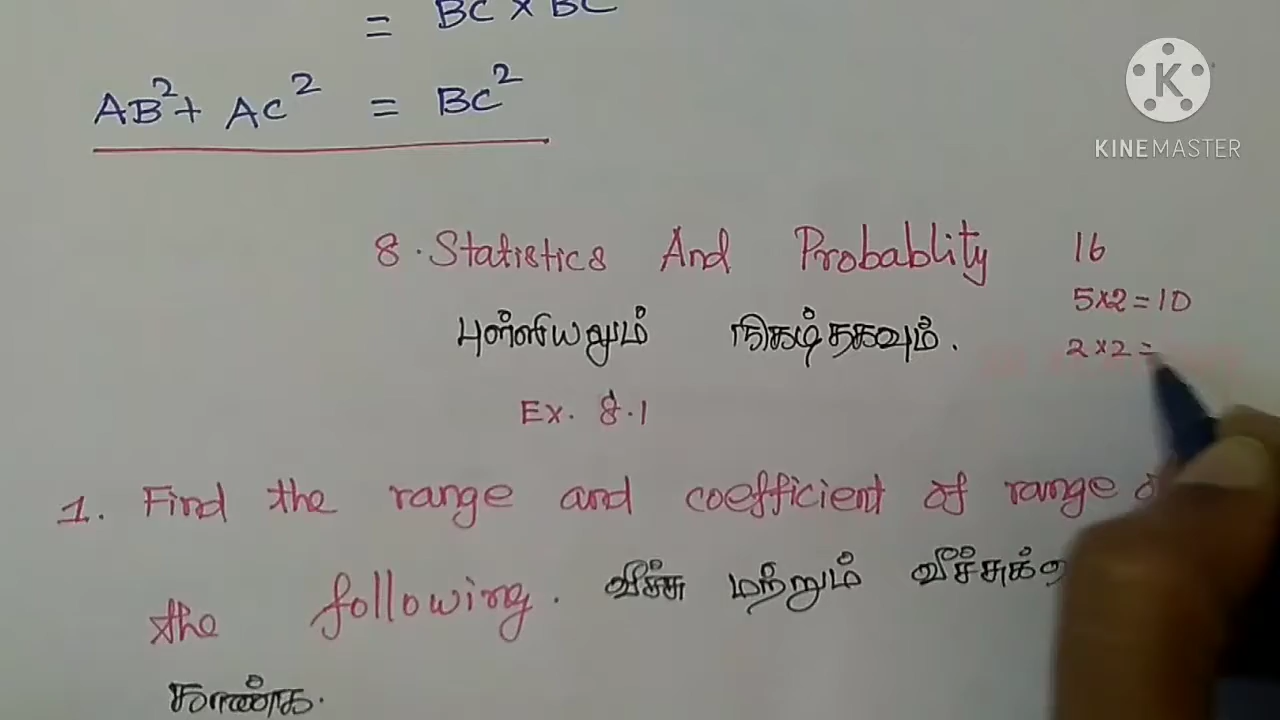 = BC × BC
AB²+ AC² = BC²
K
KINEMASTER
8. Statistics And Probablity
16
5×2=10
2×2=
புள்ளியலும் நிகழ்தகவும்.
Ex. 8.1
1. Find the range and coefficient of range
the following. வீச்சு மற்றும்
காண்க.